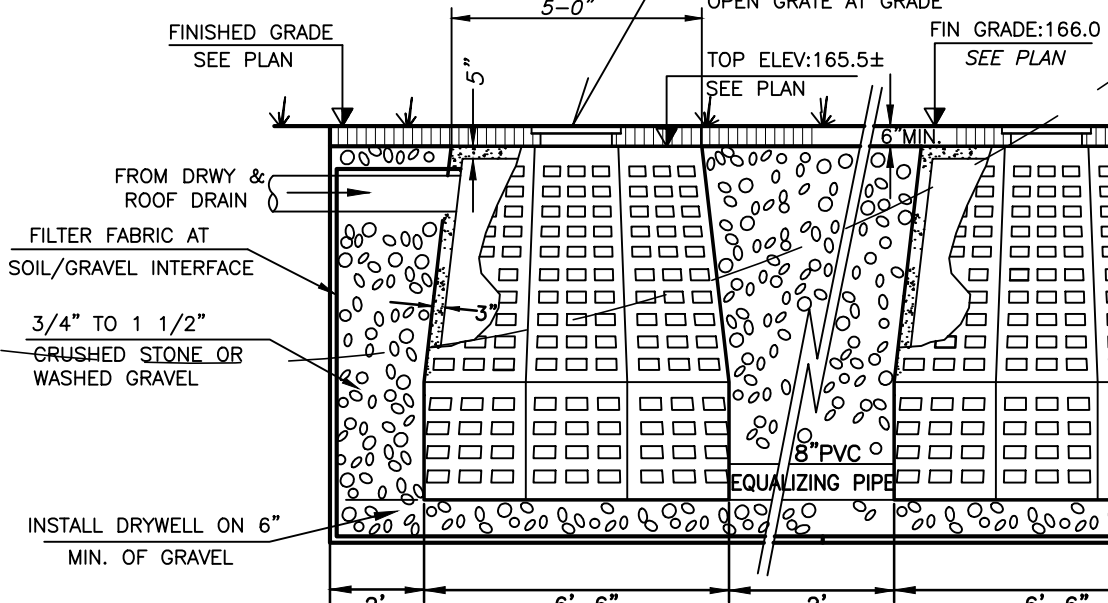 5-0"
OPEN GRATE AT GRADE
FINISHED GRADE
SEE PLAN
FIN GRADE:166.0
SEE PLAN
TOP ELEV:165.5±
SEE PLAN
5"
6"MIN.
FROM DRWY &
ROOF DRAIN
FILTER FABRIC AT
SOIL/GRAVEL INTERFACE
3"
3/4" TO 1 1/2"
CRUSHED STONE OR
WASHED GRAVEL
8"PVC
EQUALIZING PIPE
INSTALL DRYWELL ON 6"
MIN. OF GRAVEL
6'-6"
6'-6"